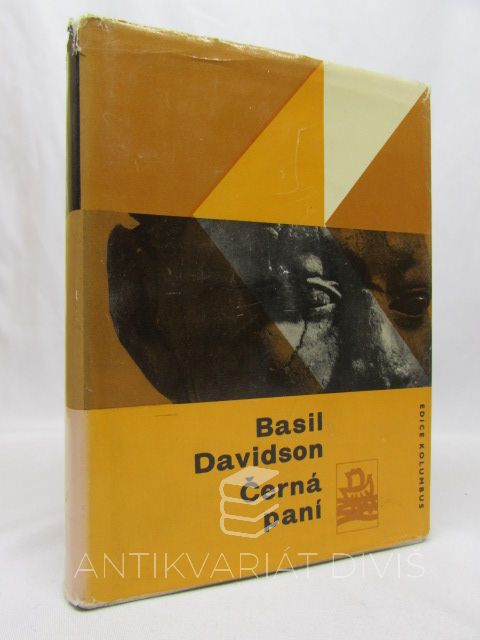 Basil
Davidson
Černá
paní
EDICE KOLUMBUS
ANTIKVARIÁT DIVIŠ